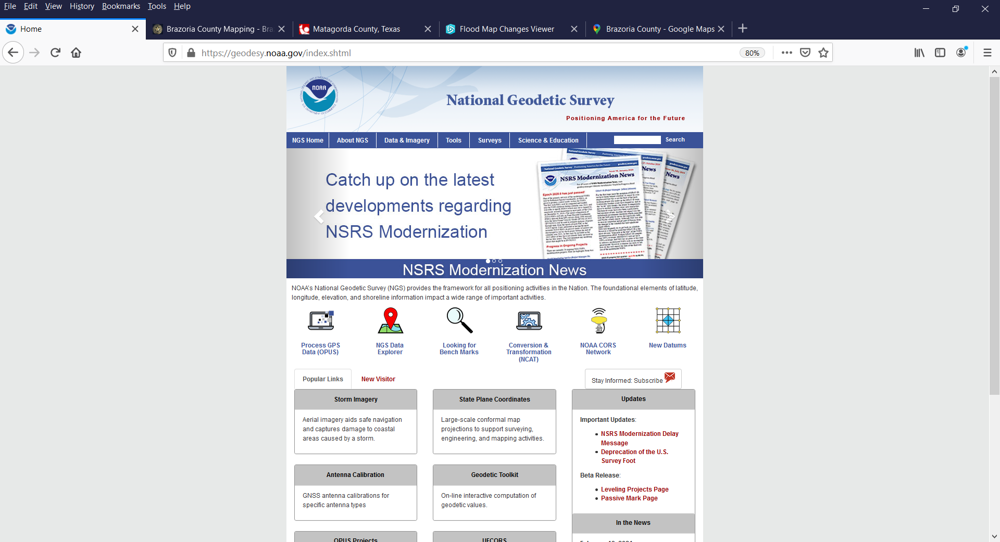 File Edit View History Bookmarks Tools Help
Home
Brazoria County Mapping - Bra
Matagorda County, Texas
Flood Map Changes Viewer
Brazoria County - Google Maps
https://geodesy.noaa.gov/index.shtml
80%
NOAA
National Geodetic Survey
Positioning America for the Future
NGS Home About NGS Data & Imagery Tools Surveys Science & Education Search
Catch up on the latest
developments regarding
NSRS Modernization
NSRS Modernization News
NSRS Modernization News
NOAA's National Geodetic Survey (NGS) provides the framework for all positioning activities in the Nation. The foundational elements of latitude,
longitude, elevation, and shoreline information impact a wide range of important activities.
Process GPS
Data (OPUS)
NGS Data
Explorer
Looking for
Bench Marks
Conversion &
Transformation
(NCAT)
NOAA CORS
Network
New Datums
Popular Links
New Visitor
Stay Informed: Subscribe
Storm Imagery
Aerial imagery aids safe navigation
and captures damage to coastal
areas caused by a storm.
State Plane Coordinates
Large-scale conformal map
projections to support surveying,
engineering, and mapping activities.
Antenna Calibration
GNSS antenna calibrations for
specific antenna types
Geodetic Toolkit
On-line interactive computation of
geodetic values.
OPUS Projects
UFCORS
Updates
Important Updates:
NSRS Modernization Delay
Message
Deprecation of the U.S.
Survey Foot
Beta Release:
Leveling Projects Page
Passive Mark Page
In the News